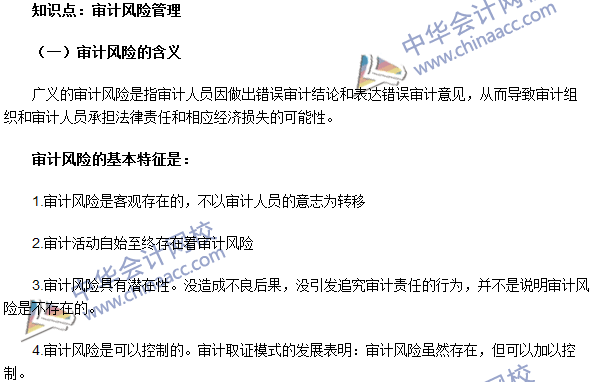 知识点：审计风险管理
中华会计网校
www.chinaacc.com
（一）审计风险的含义
广义的审计风险是指审计人员因做出错误审计结论和表达错误审计意见，从而导致审计组
织和审计人员承担法律责任和相应经济损失的可能性。
审计风险的基本特征是：
1.审计风险是客观存在的，不以审计人员的意志为转移
2.审计活动自始至终存在着审计风险
中华会计网校
www.chinaacc.com
3.审计风险具有潜在性。没造成不良后果，没引发追究审计责任的行为，并不是说明审计风
险是不存在的。
4.审计风险是可以控制的。审计取证模式的发展表明：审计风险虽然存在，但可以加以控
制。